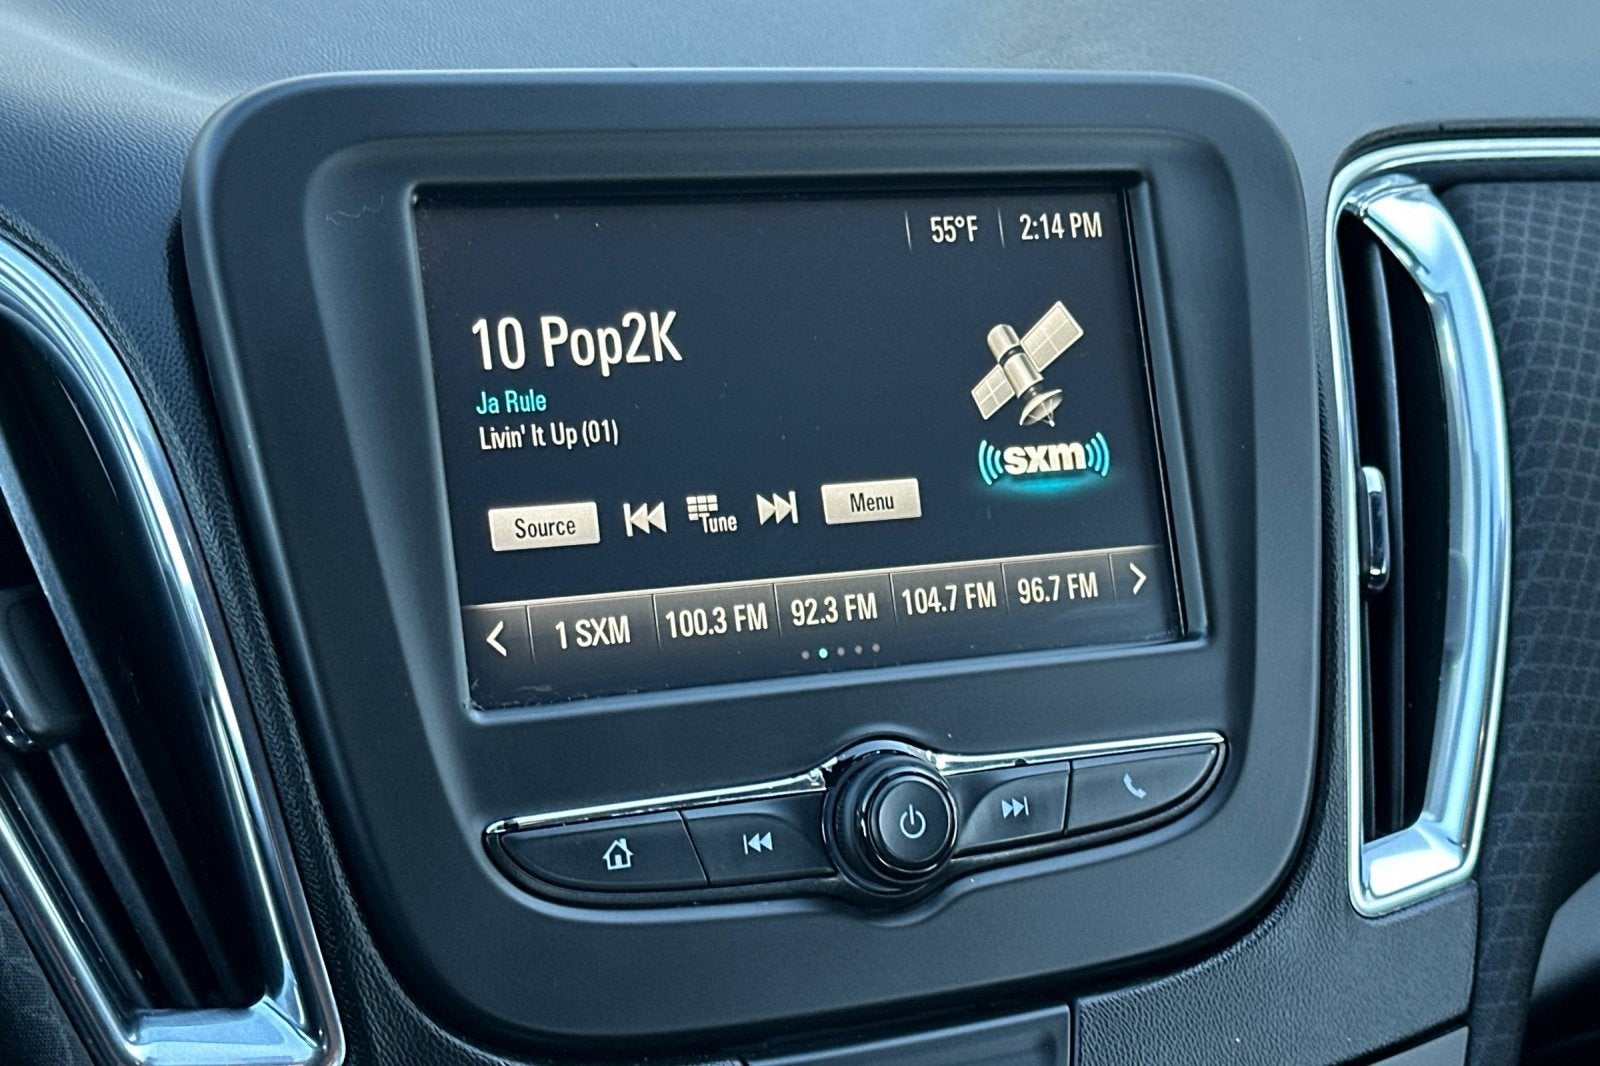 55°F 2:14 PM
10 Pop2K
Ja Rule
Livin' It Up (01)
sxm
Source Tune Menu
1 SXM 100.3 FM 92.3 FM 104.7 FM 96.7 FM